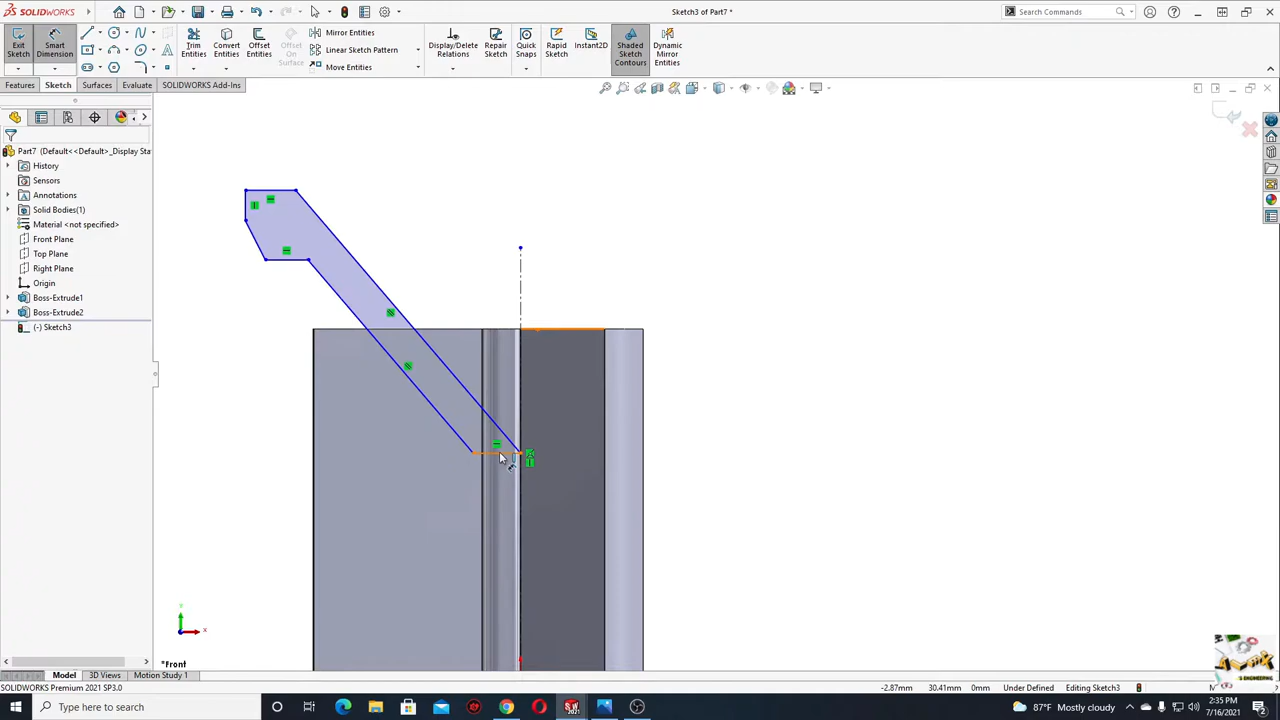 SOLIDWORKS
Sketch3 of Part7 *
Search Commands
Exit Sketch
Smart Dimension
Trim Entities
Convert Entities
Offset Entities
Offset On Surface
Mirror Entities
Linear Sketch Pattern
Move Entities
Display/Delete Relations
Repair Sketch
Quick Snaps
Rapid Sketch
Instant2D
Shaded Sketch Contours
Dynamic Mirror Entities
Features
Sketch
Surfaces
Evaluate
SOLIDWORKS Add-Ins
Part7 (Default<<Default>_Display Sta
History
Sensors
Annotations
Solid Bodies(1)
Material <not specified>
Front Plane
Top Plane
Right Plane
Origin
Boss-Extrude1
Boss-Extrude2
(-) Sketch3
*Front
Model
3D Views
Motion Study 1
SOLIDWORKS Premium 2021 SP3.0
-2.87mm
30.41mm
0mm
Under Defined
Editing Sketch3
Type here to search
87°F Mostly cloudy
2:35 PM
7/16/2021